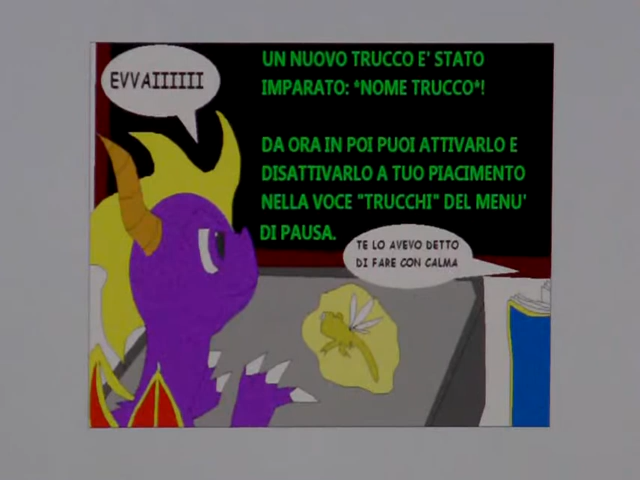 EVVAIIIIII
UN NUOVO TRUCCO E' STATO
IMPARATO: *NOME TRUCCO*!
DA ORA IN POI PUOI ATTIVARLO E
DISATTIVARLO A TUO PIACIMENTO
NELLA VOCE "TRUCCHI" DEL MENU'
DI PAUSA.
TE LO AVEVO DETTO
DI FARE CON CALMA